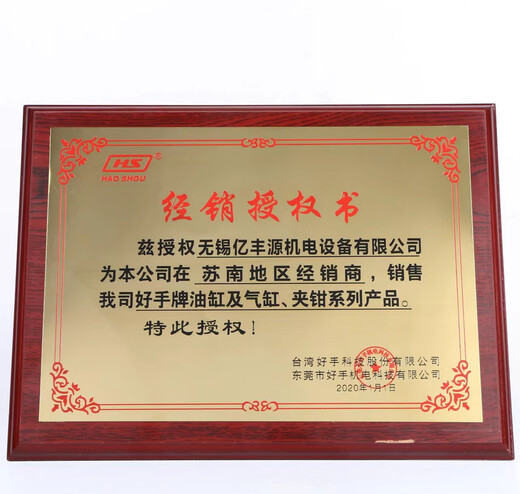 HS®
HAO SHOU
经销授权书
兹授权无锡亿丰源机电设备有限公司
为本公司在 苏南地区经销商，销售
我司好手牌油缸及气缸、夹钳系列产品。
特此授权！
台湾好手科技股份有限公司
东莞市好手机电科技有限公司
2020年1月1日